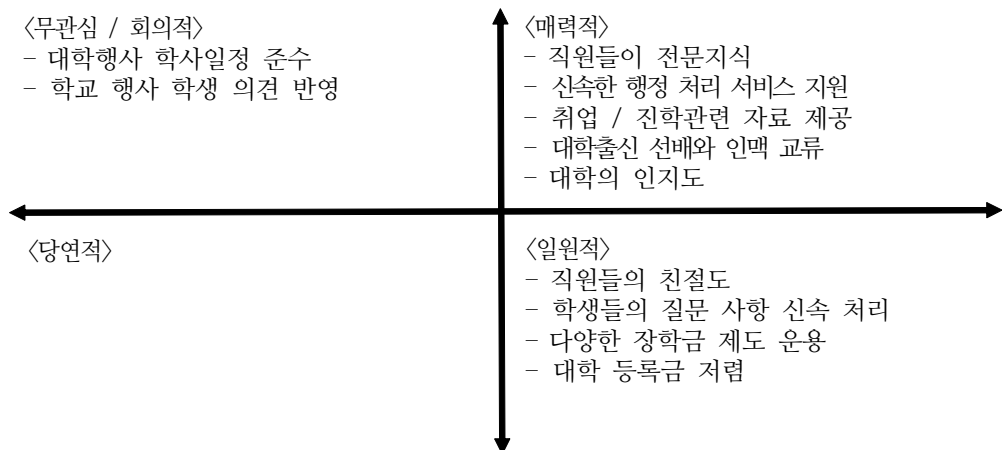 〈무관심 / 회의적〉
- 대학행사 학사일정 준수
- 학교 행사 학생 의견 반영
〈매력적〉
- 직원들이 전문지식
- 신속한 행정 처리 서비스 지원
- 취업 / 진학관련 자료 제공
- 대학출신 선배와 인맥 교류
- 대학의 인지도
〈당연적〉
〈일원적〉
- 직원들의 친절도
- 학생들의 질문 사항 신속 처리
- 다양한 장학금 제도 운용
- 대학 등록금 저렴